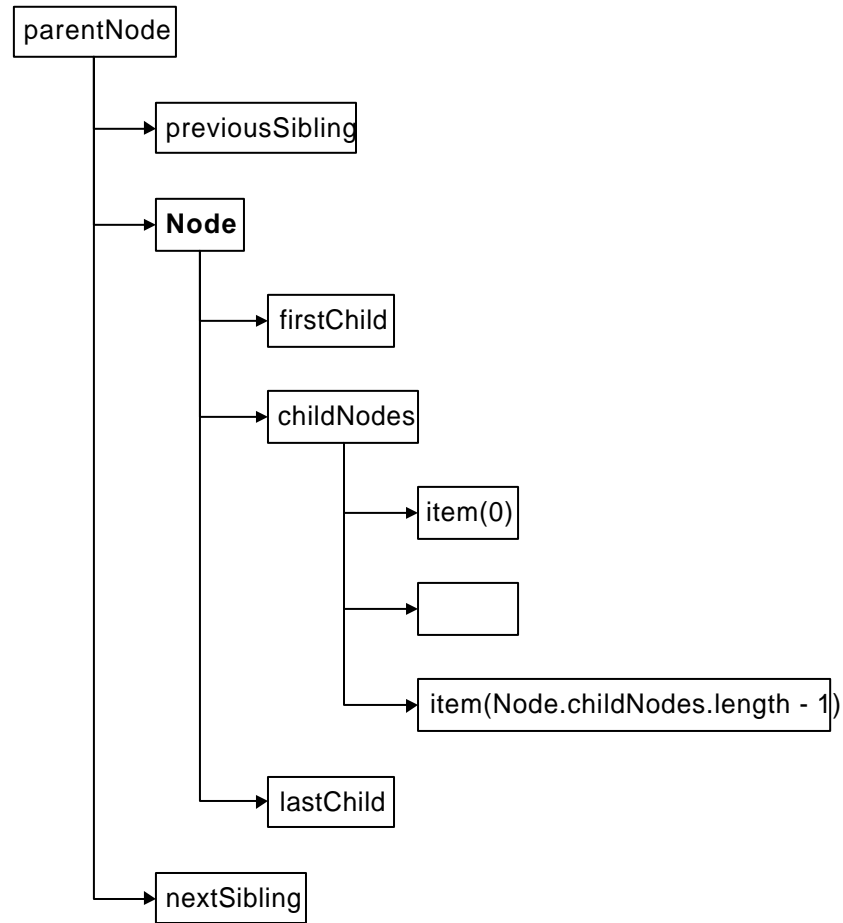 parentNode
previousSibling
Node
firstChild
childNodes
item(0)
item(Node.childNodes.length - 1)
lastChild
nextSibling